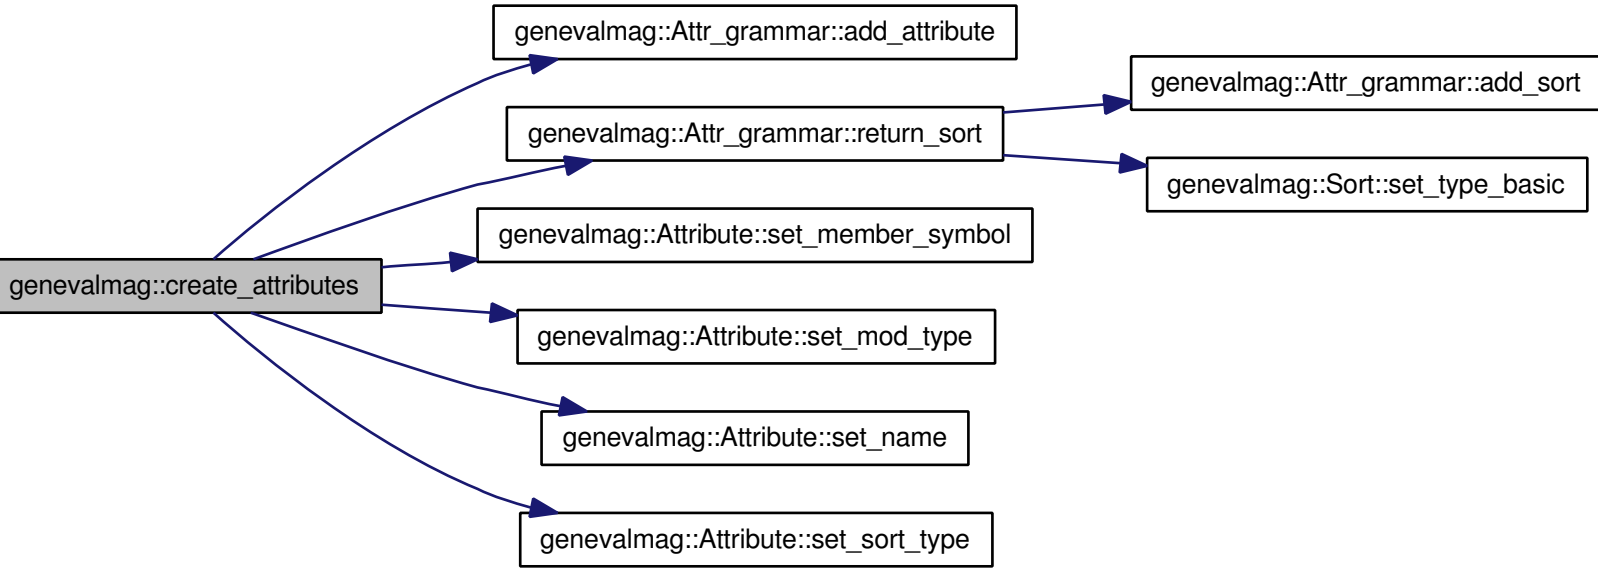 genevalmag::Attr_grammar::add_attribute
genevalmag::Attr_grammar::add_sort
genevalmag::Attr_grammar::return_sort
genevalmag::Sort::set_type_basic
genevalmag::Attribute::set_member_symbol
genevalmag::create_attributes
genevalmag::Attribute::set_mod_type
genevalmag::Attribute::set_name
genevalmag::Attribute::set_sort_type